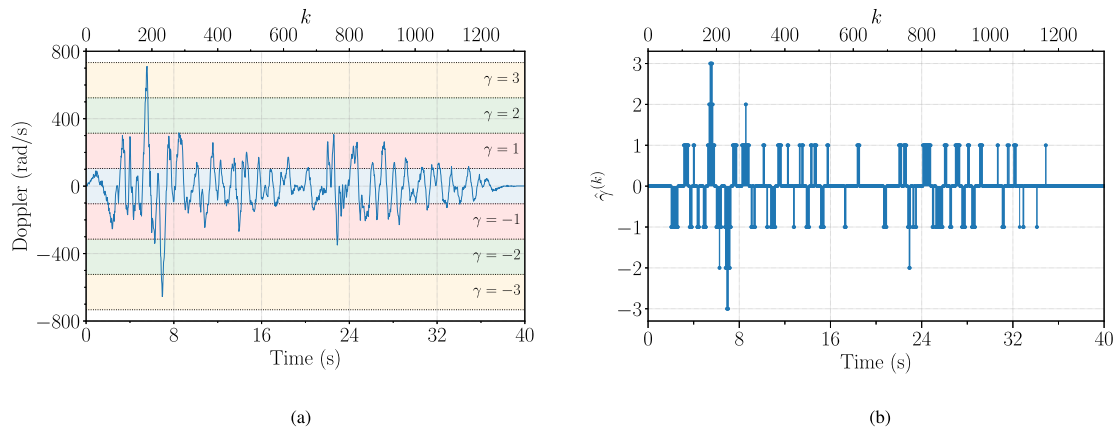 k
0 200 400 600 800 1000 1200
800
400
0
−400
−800
Doppler (rad/s)
γ = 3
γ = 2
γ = 1
γ = −1
γ = −2
γ = −3
0 8 16 24 32 40
Time (s)
(a)
k
0 200 400 600 800 1000 1200
3
2
1
0
−1
−2
−3
γ̂^(k)
0 8 16 24 32 40
Time (s)
(b)